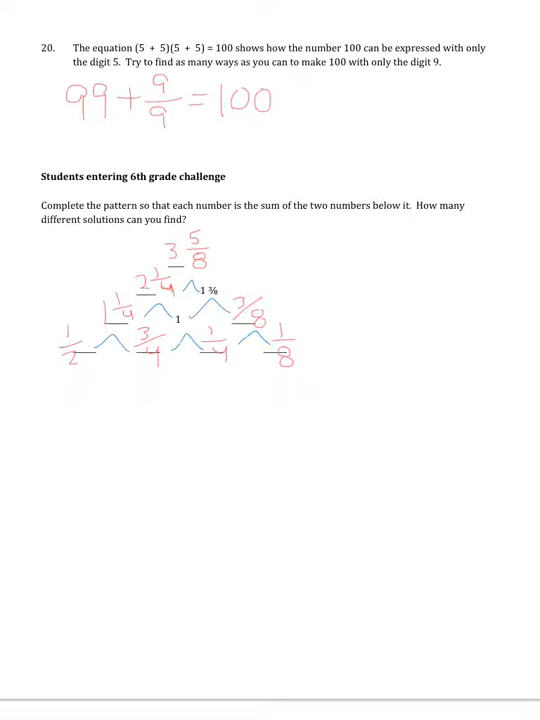 20. The equation (5 + 5)(5 + 5) = 100 shows how the number 100 can be expressed with only
the digit 5. Try to find as many ways as you can to make 100 with only the digit 9.
99 + 9/9 = 100
Students entering 6th grade challenge
Complete the pattern so that each number is the sum of the two numbers below it. How many
different solutions can you find?
3 5/8
2 1/4 1 ⅜
1 1/4 1 3/8
1/2 3/4 1/4 1/8